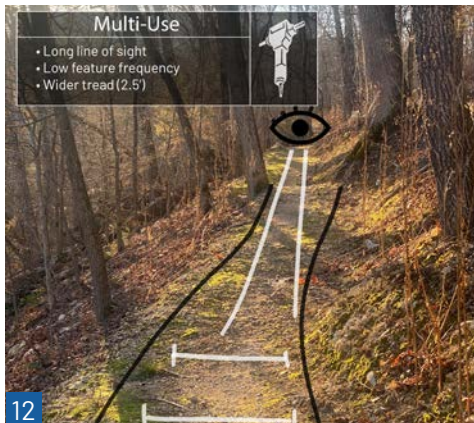 Multi-Use
• Long line of sight
• Low feature frequency
• Wider tread (2.5')
12